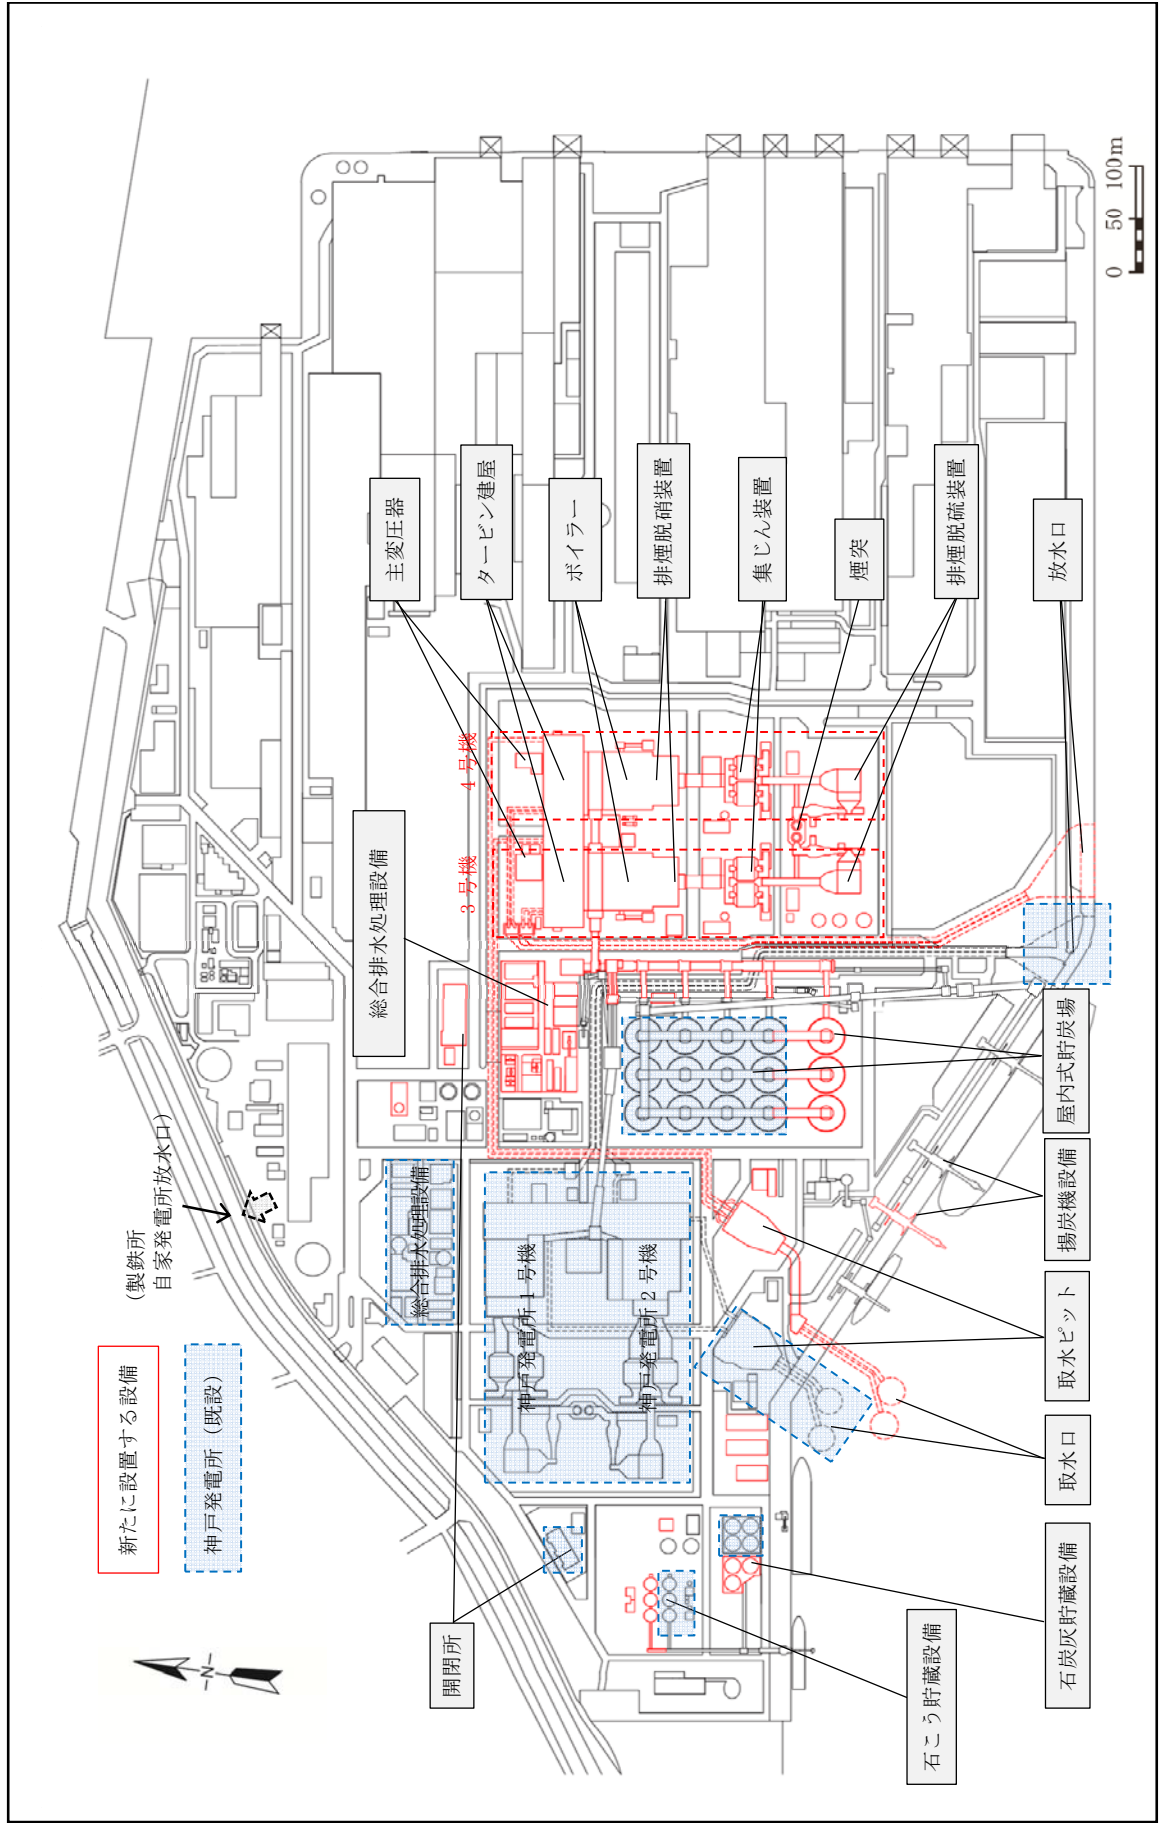 新たに設置する設備
神戸発電所（既設）
(製鉄所
自家発電所放水口)
N
開閉所
総合排水処理設備
総合排水処理設備
神戸発電所１号機
神戸発電所２号機
３号機
４号機
主変圧器
タービン建屋
ボイラー
排煙脱硝装置
集じん装置
煙突
排煙脱硫装置
放水口
石こう貯蔵設備
石炭灰貯蔵設備
取水口
取水ピット
揚炭機設備
屋内式貯炭場
0 50 100m